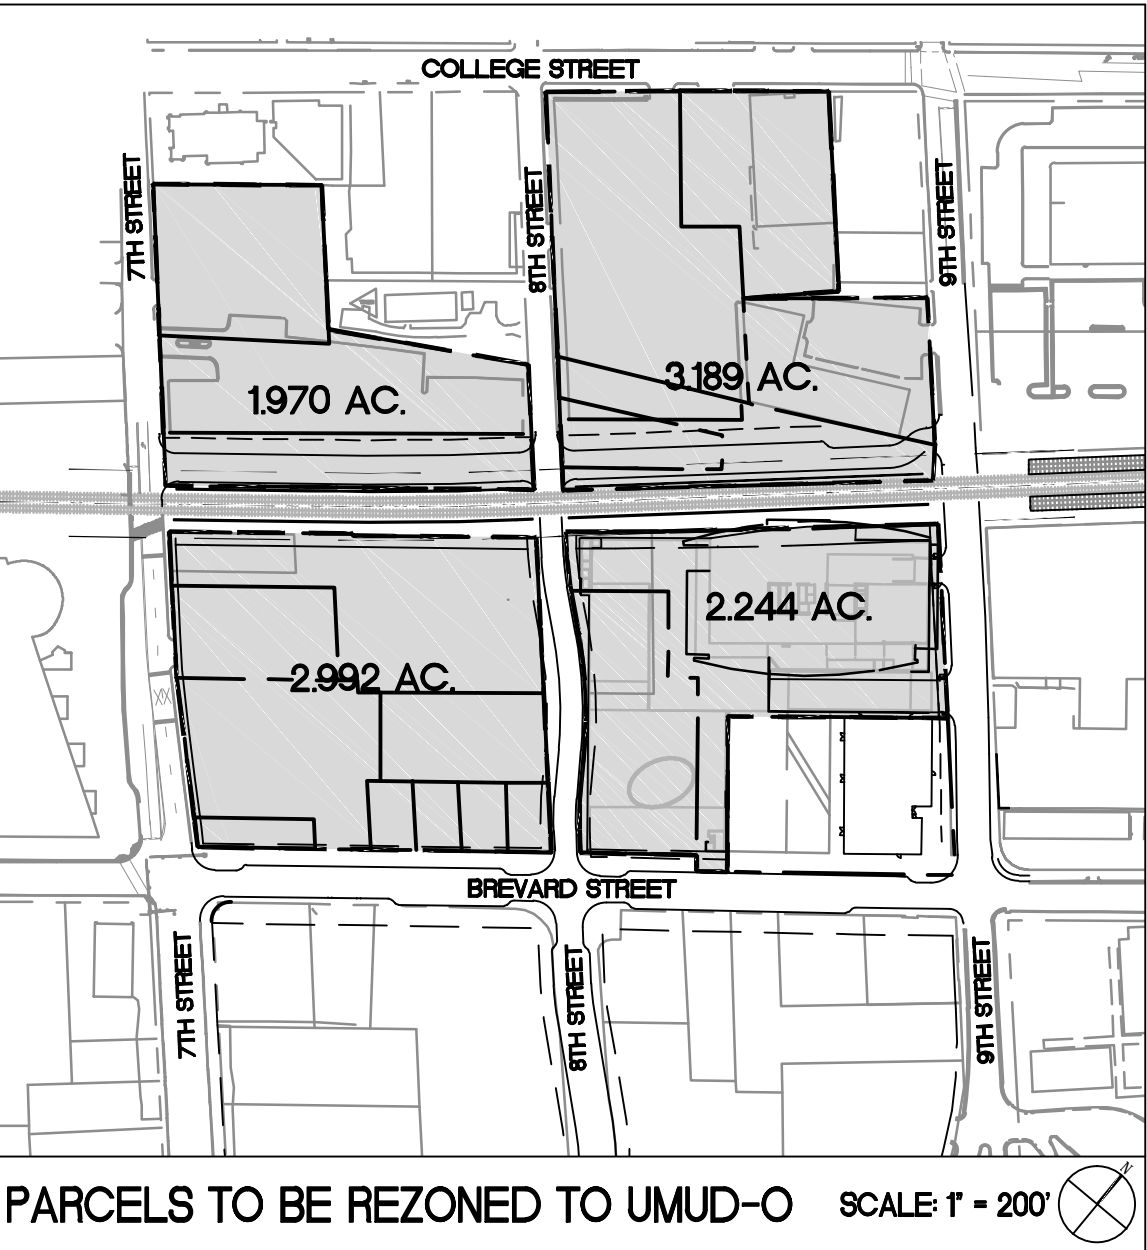 COLLEGE STREET
7TH STREET
8TH STREET
9TH STREET
1.970 AC.
3.189 AC.
2.992 AC.
2.244 AC.
BREVARD STREET
7TH STREET
8TH STREET
9TH STREET
PARCELS TO BE REZONED TO UMUD-O
SCALE: 1" = 200'
N